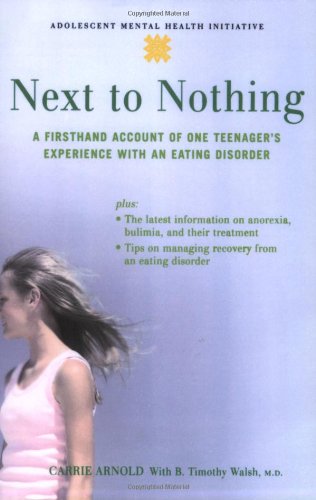 ADOLESCENT MENTAL HEALTH INITIATIVE
Next to Nothing
A FIRSTHAND ACCOUNT OF ONE TEENAGER'S
EXPERIENCE WITH AN EATING DISORDER
plus:
• The latest information on anorexia,
bulimia, and their treatment
• Tips on managing recovery from
an eating disorder
CARRIE ARNOLD With B. Timothy Walsh, M.D.